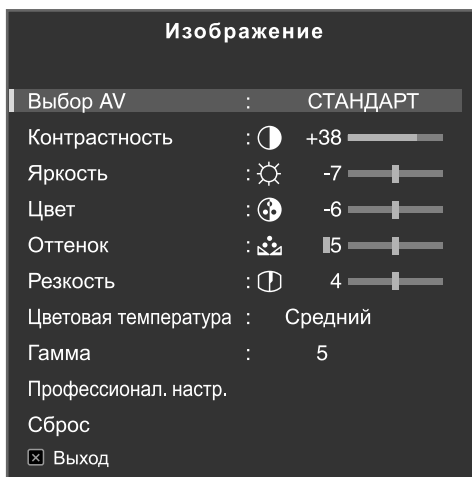 Изображение
Выбор AV : СТАНДАРТ
Контрастность : +38
Яркость : -7
Цвет : -6
Оттенок : 5
Резкость : 4
Цветовая температура : Средний
Гамма : 5
Профессионал. настр.
Сброс
Выход